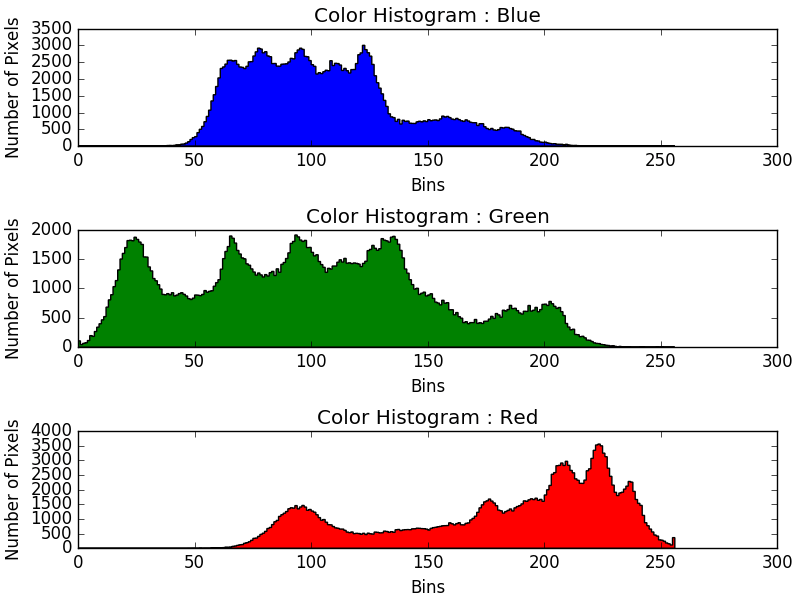 Color Histogram : Blue
Number of Pixels
3500
3000
2500
2000
1500
1000
500
0
0 50 100 150 200 250 300
Bins
Color Histogram : Green
Number of Pixels
2000
1500
1000
500
0
0 50 100 150 200 250 300
Bins
Color Histogram : Red
Number of Pixels
4000
3500
3000
2500
2000
1500
1000
500
0
0 50 100 150 200 250 300
Bins